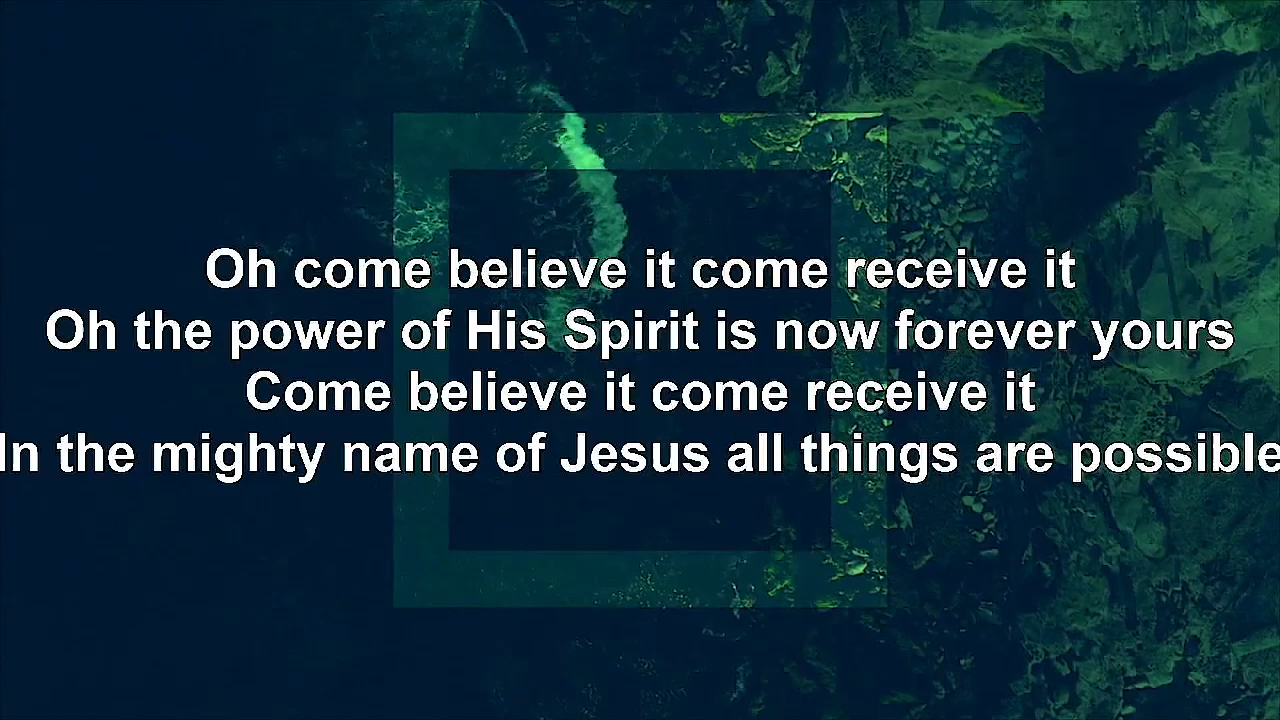 Oh come believe it come receive it
Oh the power of His Spirit is now forever yours
Come believe it come receive it
In the mighty name of Jesus all things are possible